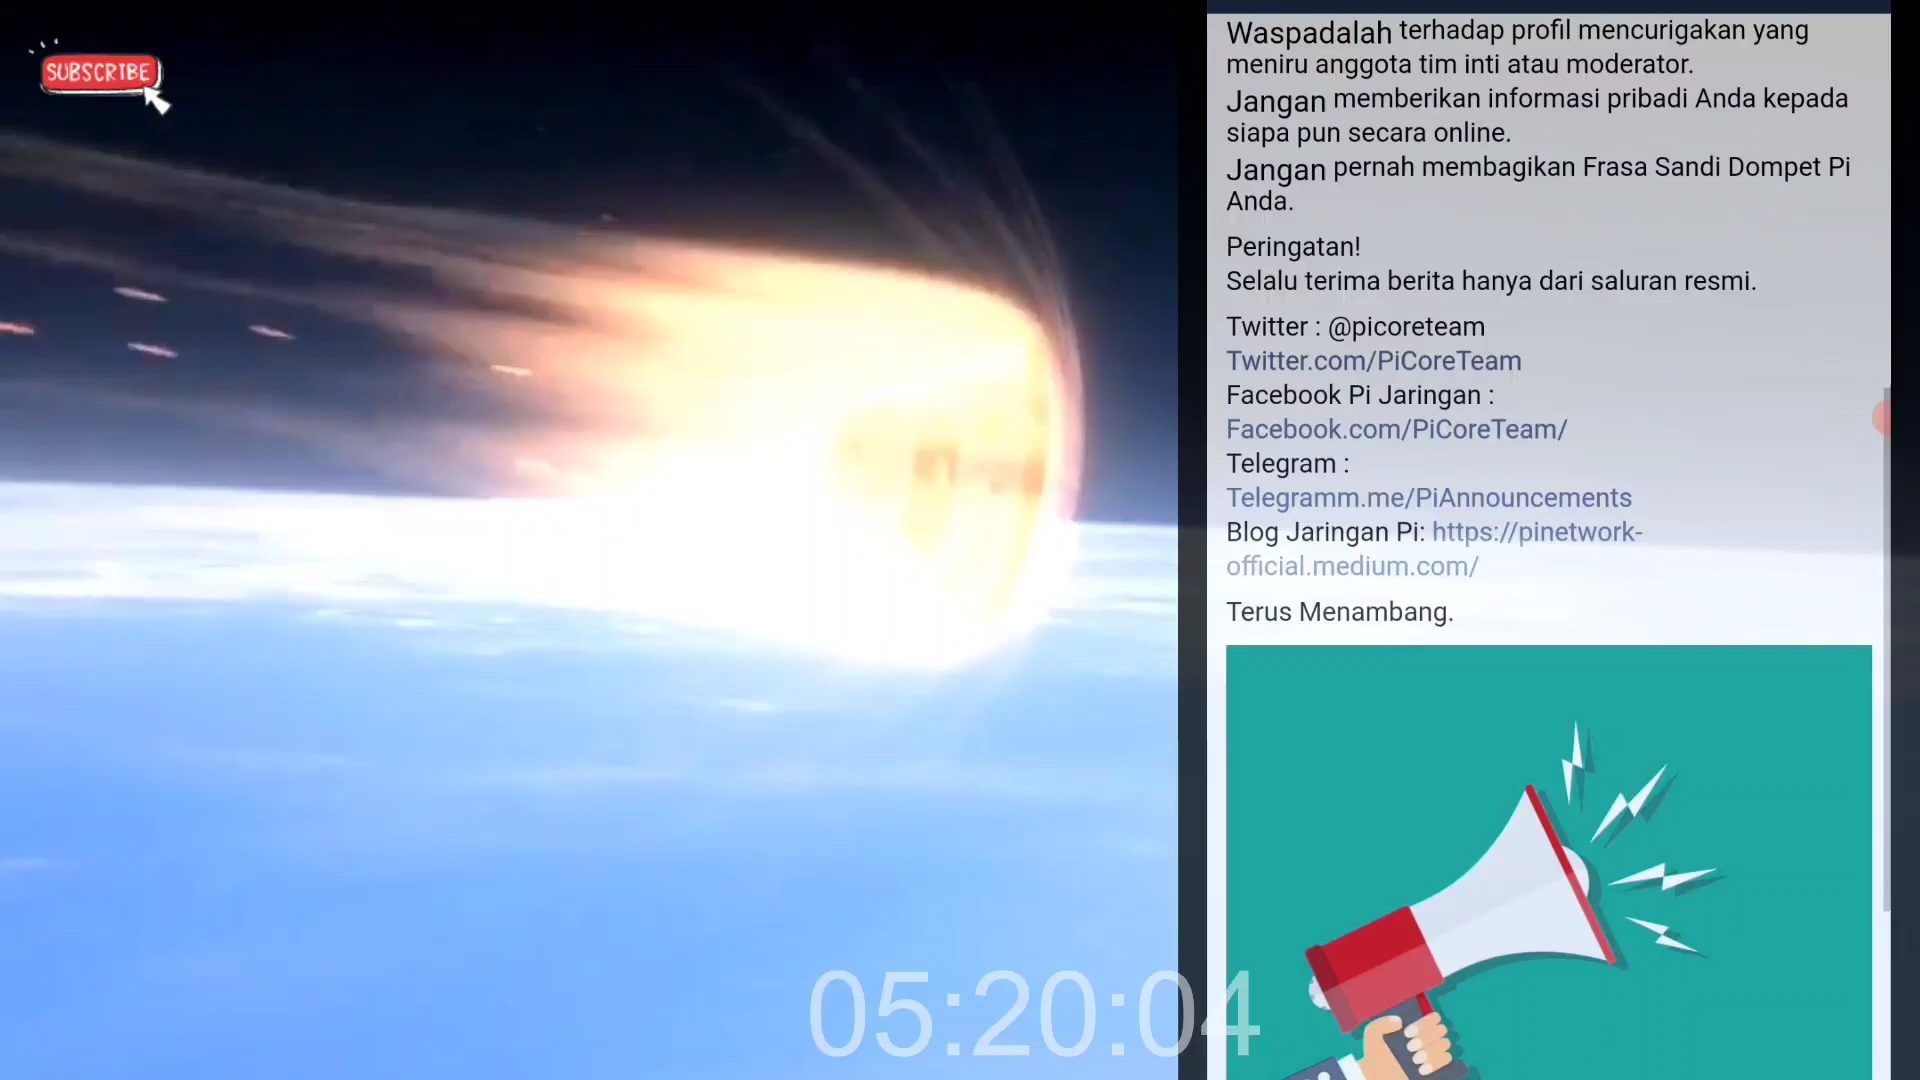 SUBSCRIBE
Waspadalah terhadap profil mencurigakan yang
meniru anggota tim inti atau moderator.
Jangan memberikan informasi pribadi Anda kepada
siapa pun secara online.
Jangan pernah membagikan Frasa Sandi Dompet Pi
Anda.
Peringatan!
Selalu terima berita hanya dari saluran resmi.
Twitter : @picoreteam
Twitter.com/PiCoreTeam
Facebook Pi Jaringan :
Facebook.com/PiCoreTeam/
Telegram :
Telegramm.me/PiAnnouncements
Blog Jaringan Pi: https://pinetwork-
official.medium.com/
Terus Menambang.
05:20:04